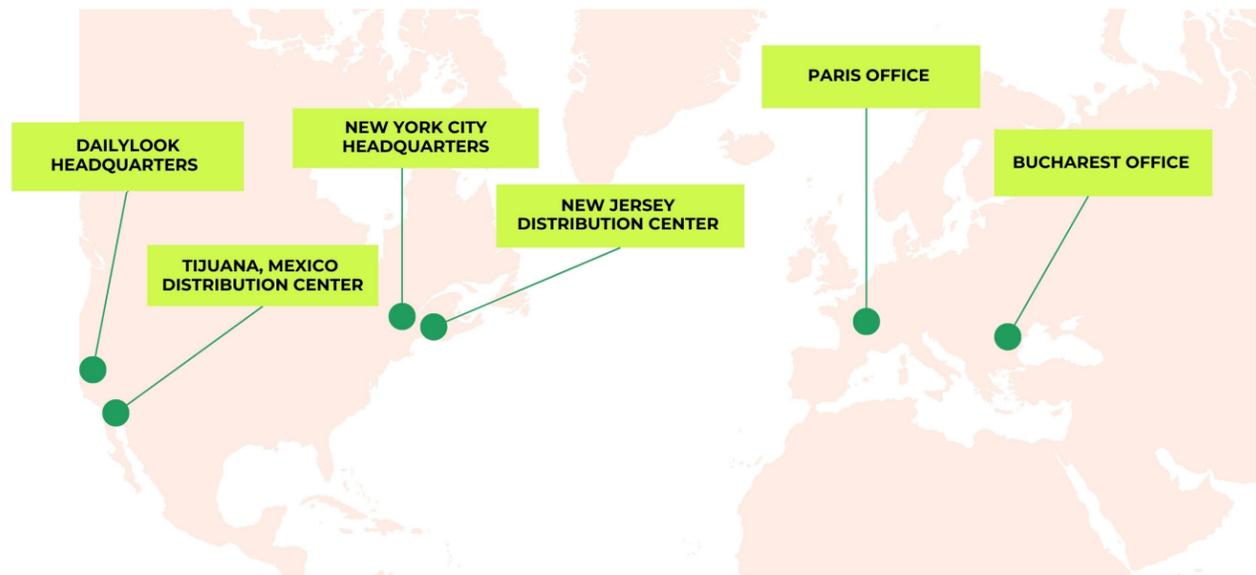 DAILYLOOK
HEADQUARTERS
TIJUANA, MEXICO
DISTRIBUTION CENTER
NEW YORK CITY
HEADQUARTERS
NEW JERSEY
DISTRIBUTION CENTER
PARIS OFFICE
BUCHAREST OFFICE